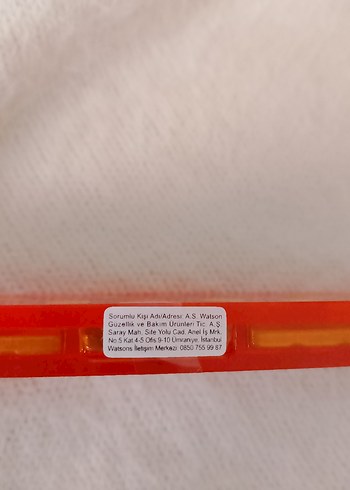 Sorumlu Kişi Adı/Adresi: A.S. Watson
Güzellik ve Bakım Ürünleri Tic. A.Ş.
Saray Mah. Site Yolu Cad. Anel İş Mrk.
No:5 Kat:4-5 Ofis:9-10 Ümraniye, İstanbul
Watsons İletişim Merkezi: 0850 755 99 87